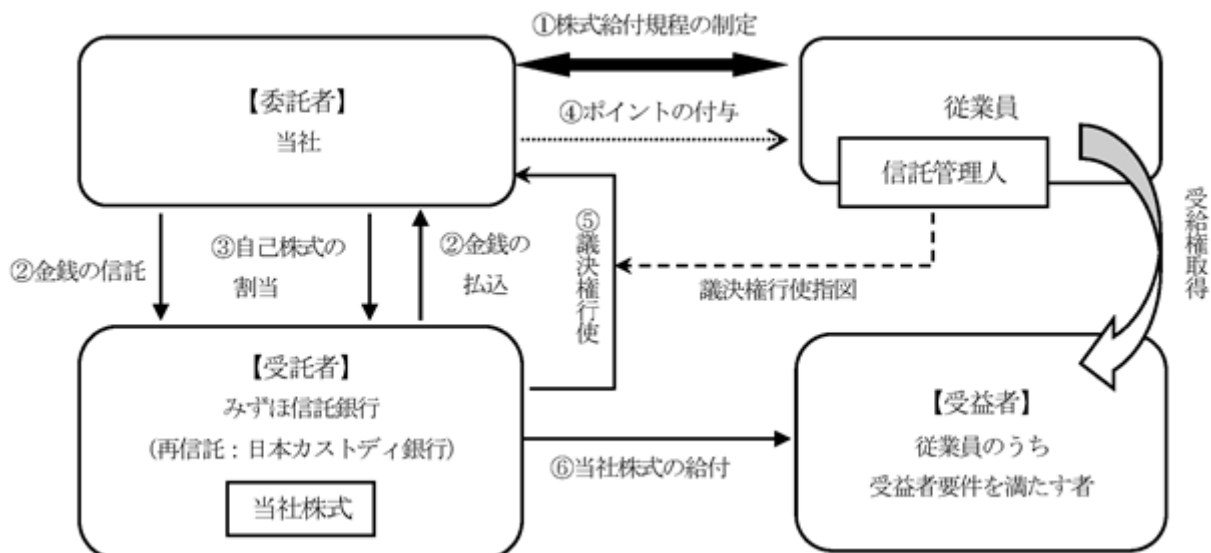 ①株式給付規程の制定
【委託者】
当社
④ポイントの付与
従業員
信託管理人
②金銭の信託
③自己株式の
割当
②金銭の
払込
⑤議決権行使
議決権行使指図
受給権取得
【受託者】
みずほ信託銀行
(再信託:日本カストディ銀行)
当社株式
⑥当社株式の給付
【受益者】
従業員のうち
受益者要件を満たす者